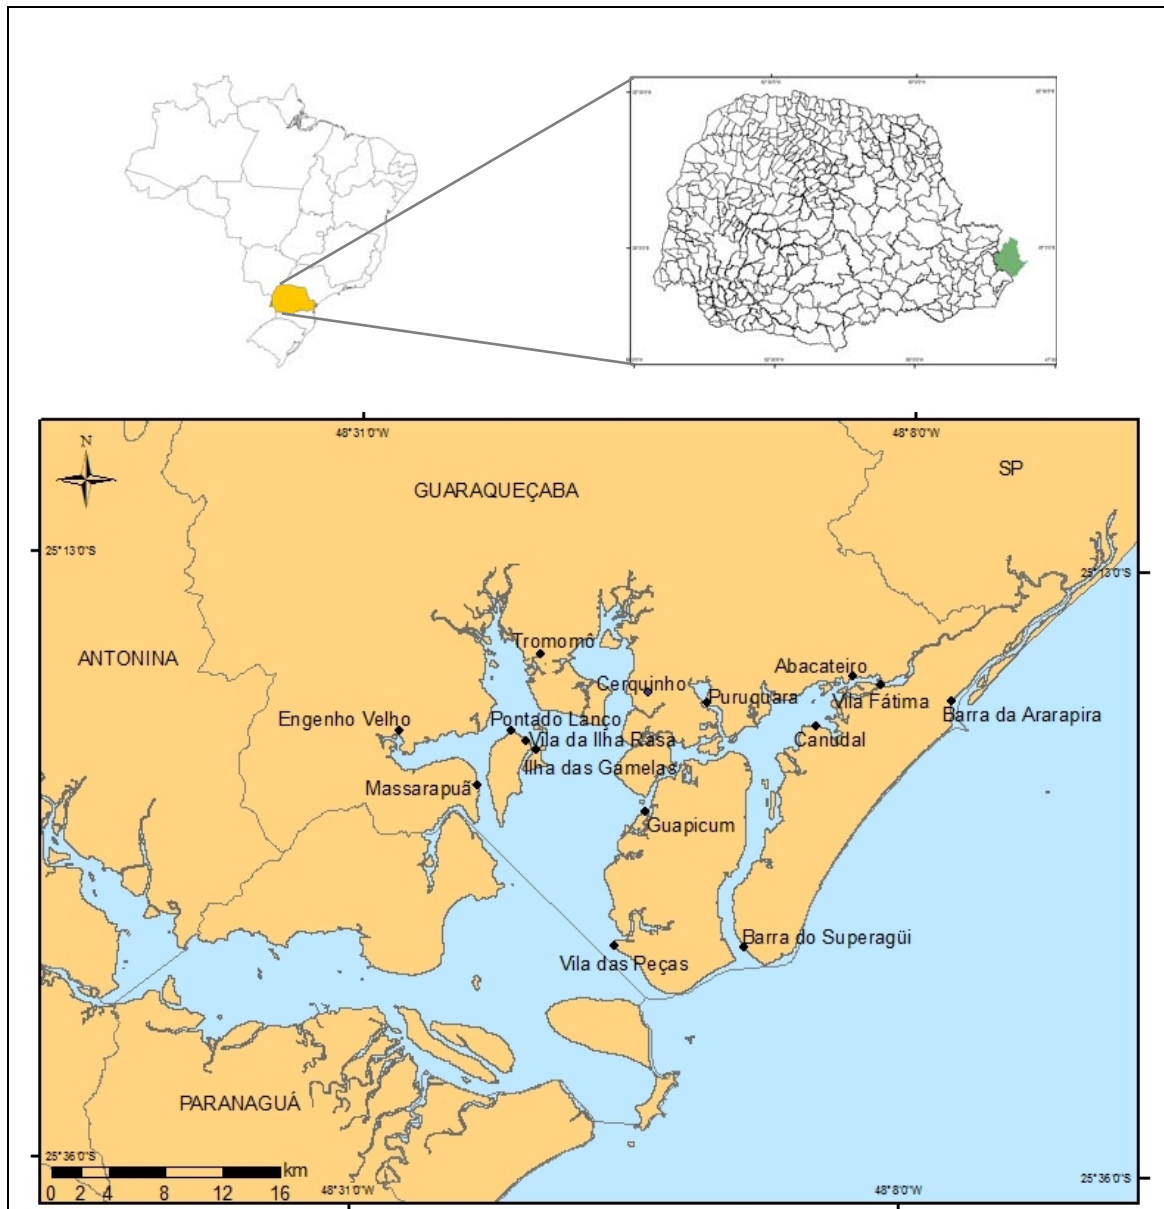 48° 31'0"W
48° 8'0"W
N
SP
GUARAQUEÇABA
25° 13'0"S
25° 13'0"S
Tromomô
ANTONINA
Abacateiro
Cerquinho
Puruquara
Vila Fátima
Barra da Ararapira
Engenho Velho
Pontado Lanço
Vila da Ilha Rasa
Canudal
Ilha das Gamelas
Massarapuã
Guapicum
Barra do Superagüi
Vila das Peças
PARANAGUÁ
25° 36'0"S
km
25° 36'0"S
0 2 4 8 12 16
48° 31'0"W
48° 8'0"W